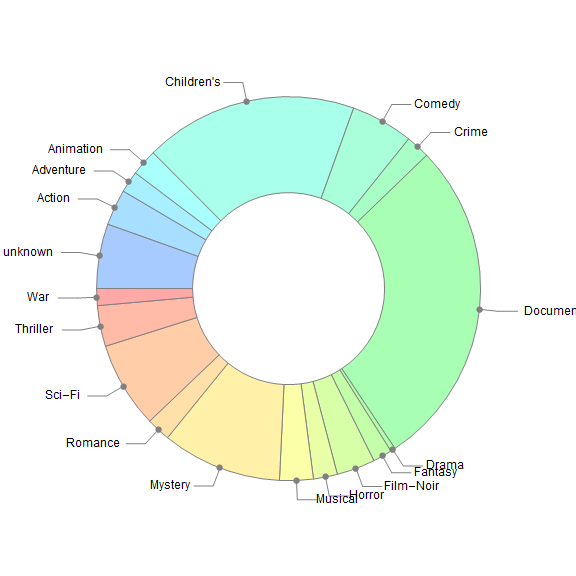 Children's
Comedy
Crime
Animation
Adventure
Action
unknown
War
Documen
Thriller
Sci−Fi
Romance
Drama
Fantasy
Mystery
Film−Noir
Horror
Musical